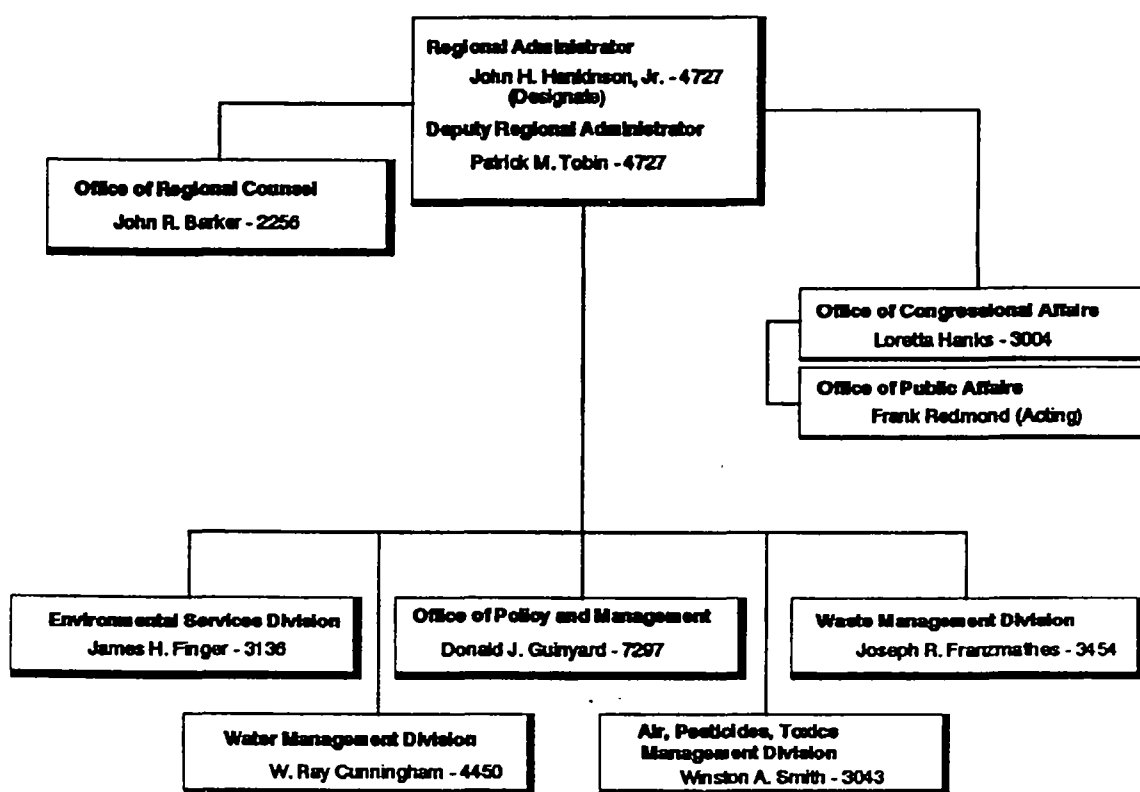 Regional Administrator
John H. Hankinson, Jr. - 4727
(Designate)
Deputy Regional Administrator
Patrick M. Tobin - 4727
Office of Regional Counsel
John R. Barker - 2256
Office of Congressional Affairs
Loretta Hanks - 3004
Office of Public Affairs
Frank Redmond (Acting)
Environmental Services Division
James H. Finger - 3136
Office of Policy and Management
Donald J. Guinyard - 7297
Waste Management Division
Joseph R. Franzmathes - 3454
Water Management Division
W. Ray Cunningham - 4450
Air, Pesticides, Toxics
Management Division
Winston A. Smith - 3043